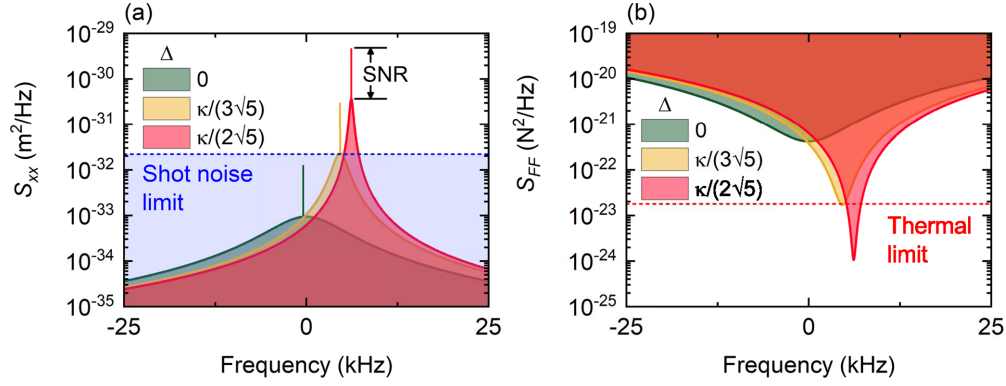 (a)
10^-29
10^-30
10^-31
10^-32
10^-33
10^-34
10^-35
S_xx (m²/Hz)
Δ
0
κ/(3√5)
κ/(2√5)
SNR
Shot noise
limit
-25
0
25
Frequency (kHz)
(b)
10^-19
10^-20
10^-21
10^-22
10^-23
10^-24
10^-25
S_FF (N²/Hz)
Δ
0
κ/(3√5)
κ/(2√5)
Thermal
limit
-25
0
25
Frequency (kHz)